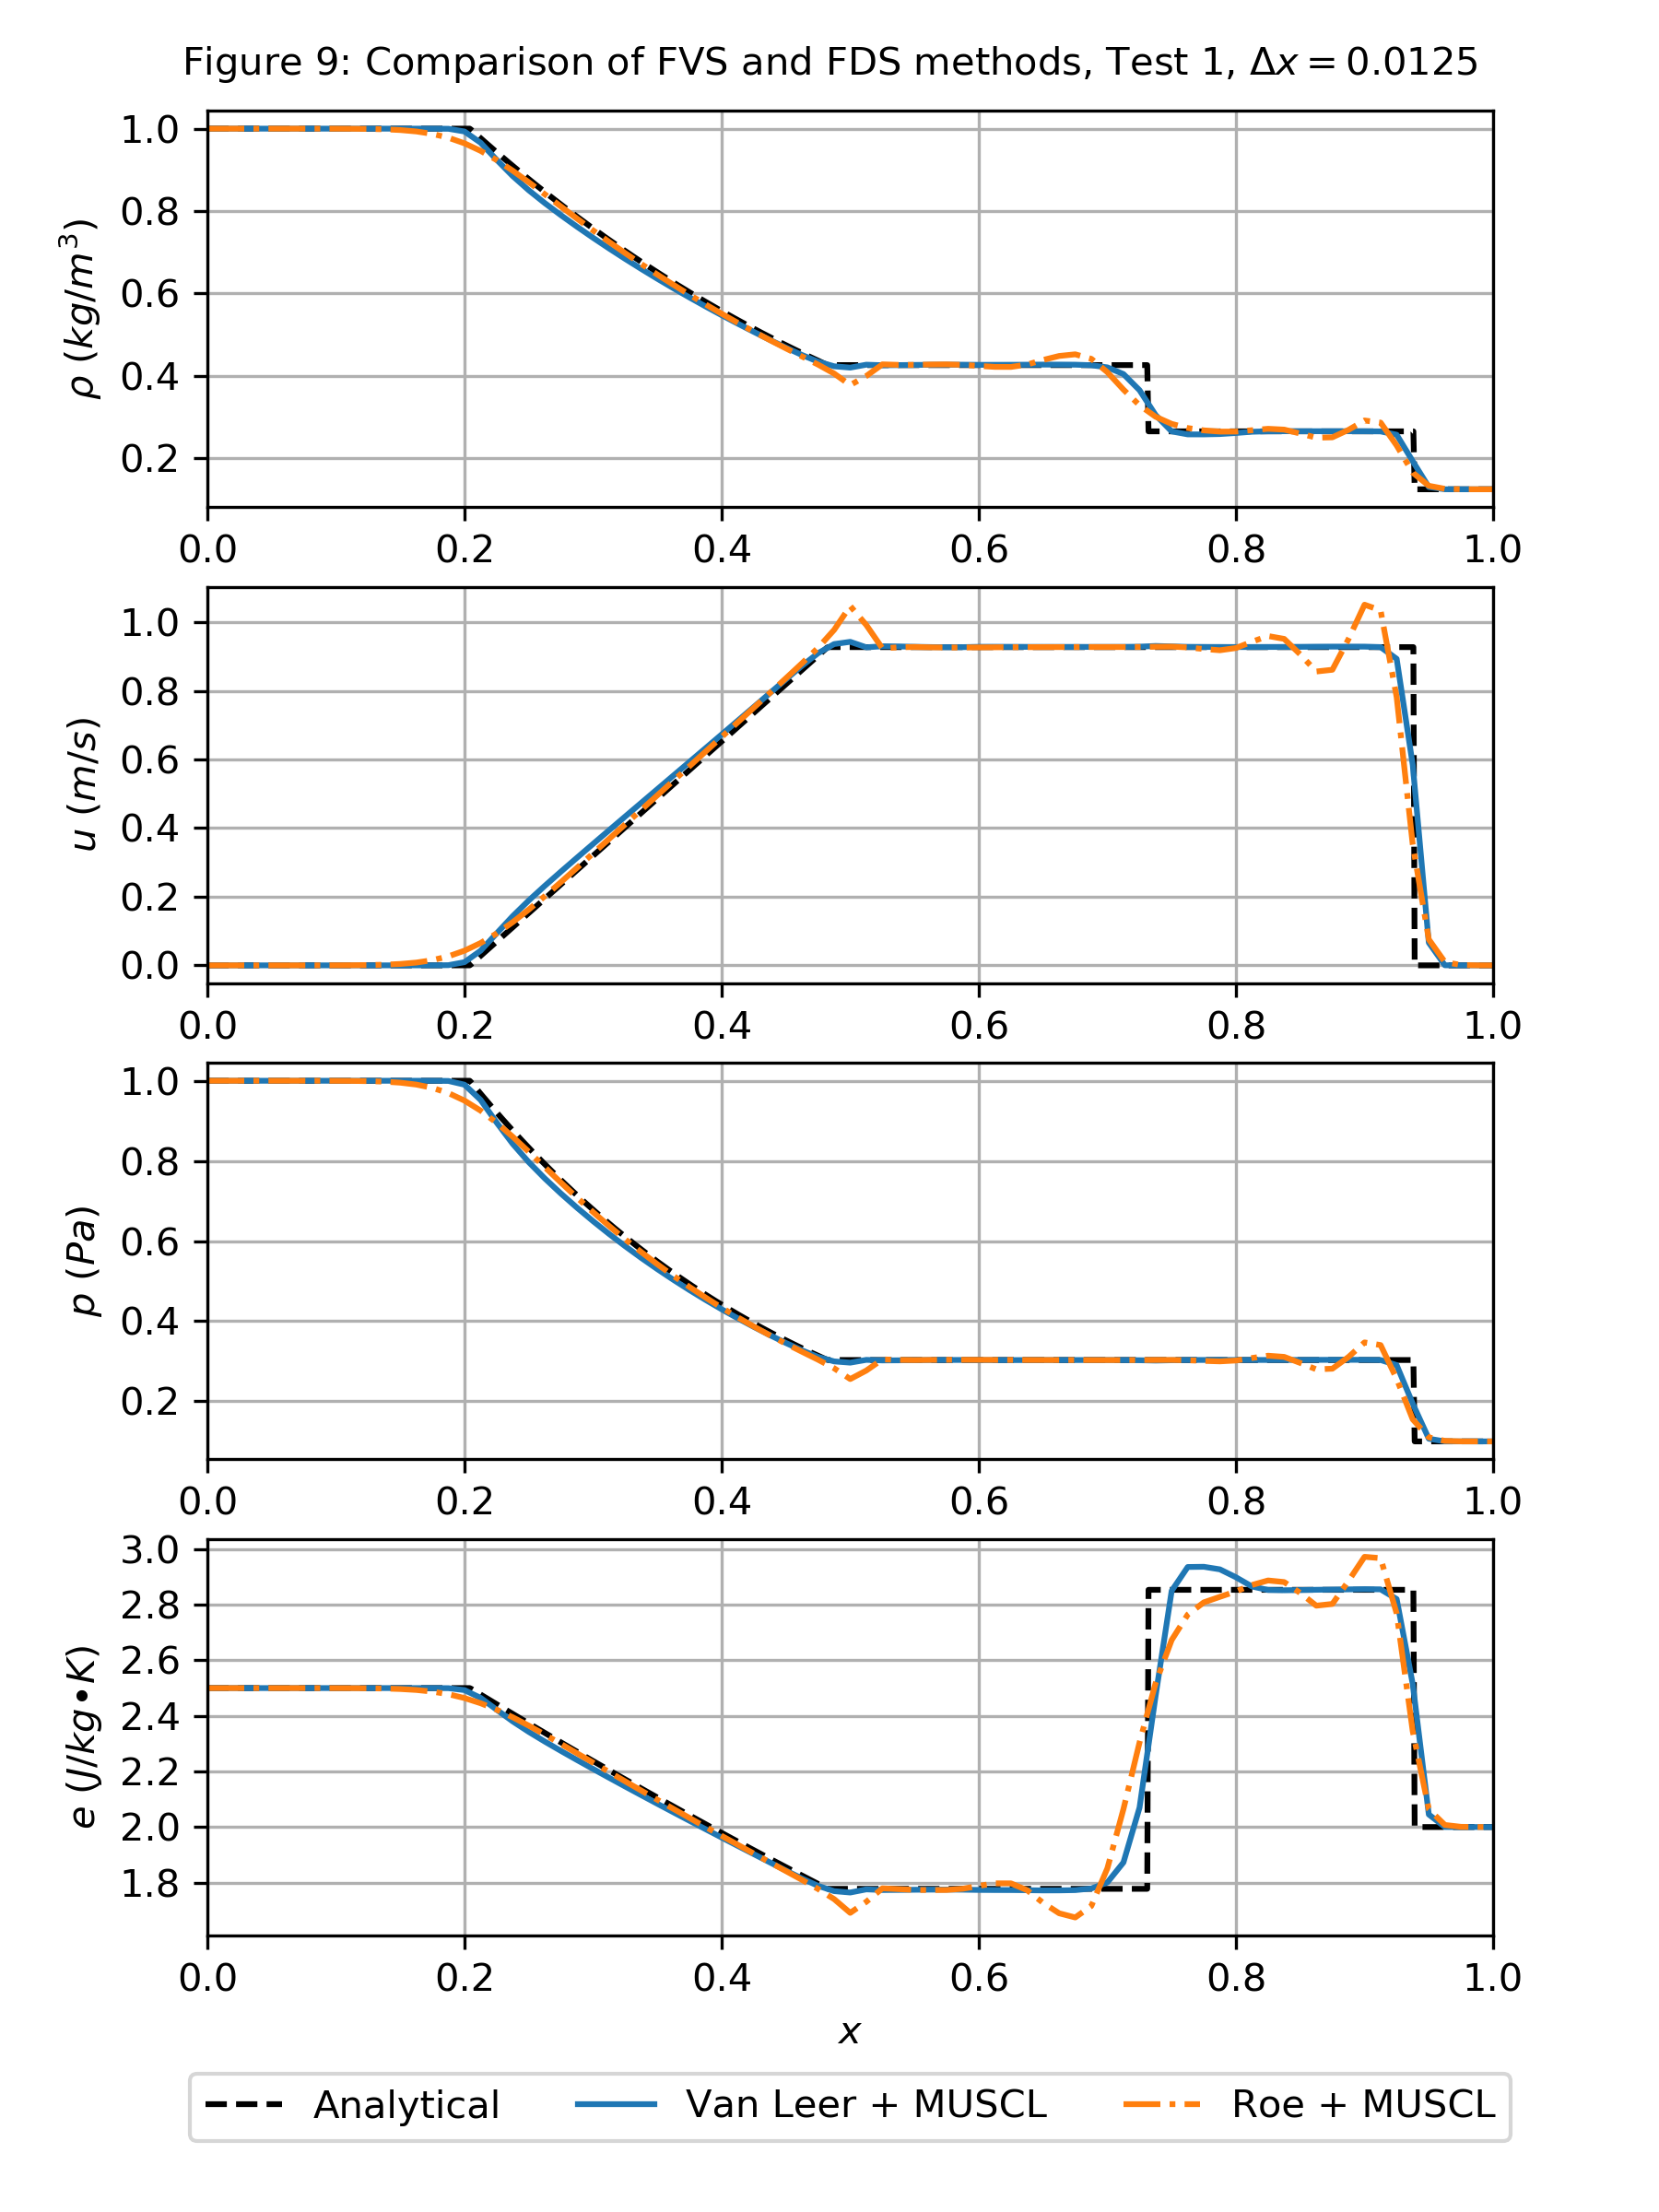 Figure 9: Comparison of FVS and FDS methods, Test 1, Δx = 0.0125
ρ (kg/m³)
1.0
0.8
0.6
0.4
0.2
0.0 0.2 0.4 0.6 0.8 1.0
u (m/s)
1.0
0.8
0.6
0.4
0.2
0.0
0.0 0.2 0.4 0.6 0.8 1.0
p (Pa)
1.0
0.8
0.6
0.4
0.2
0.0 0.2 0.4 0.6 0.8 1.0
e (J/kg•K)
3.0
2.8
2.6
2.4
2.2
2.0
1.8
0.0 0.2 0.4 0.6 0.8 1.0
x
Analytical Van Leer + MUSCL Roe + MUSCL